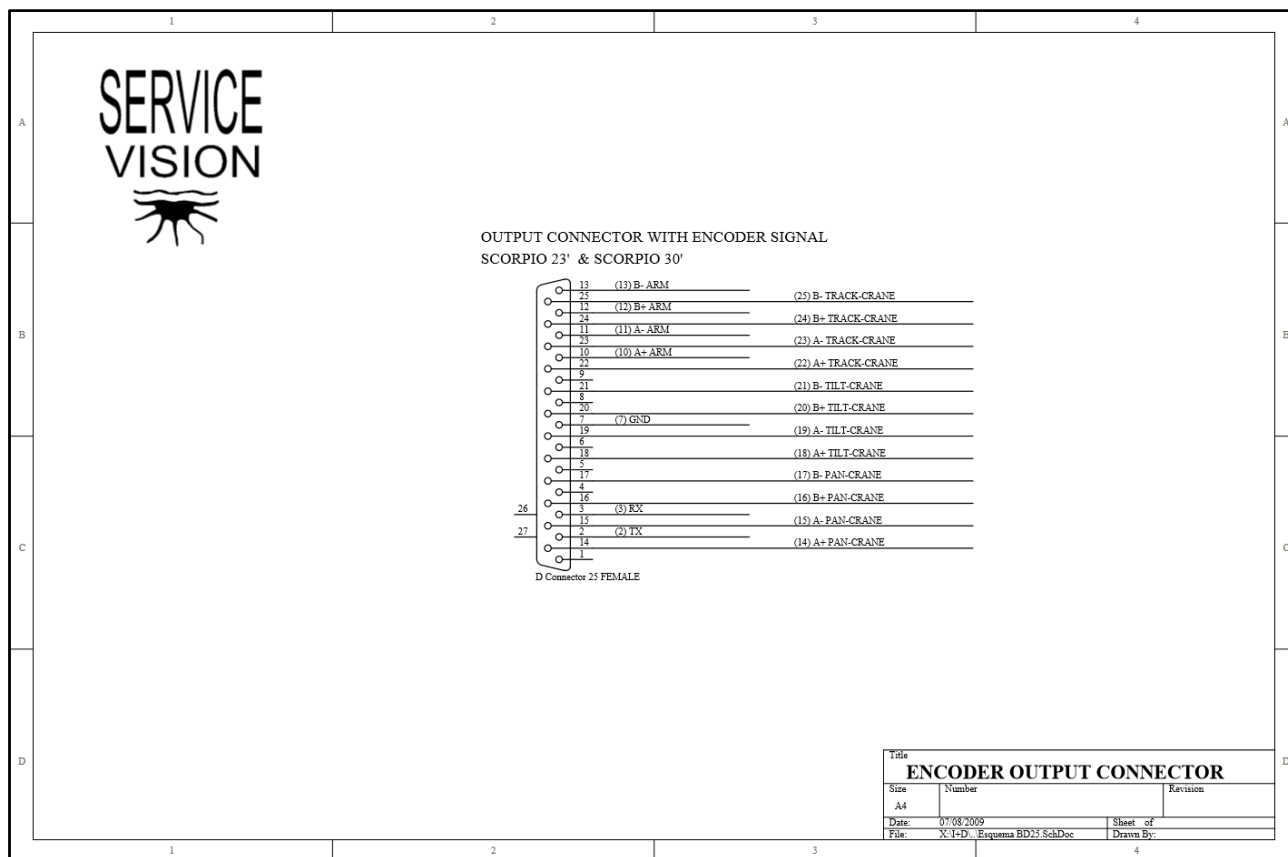 1 2 3 4
A A
SERVICE
VISION
OUTPUT CONNECTOR WITH ENCODER SIGNAL
SCORPIO 23' & SCORPIO 30'
13 (13) B- ARM
25 (25) B- TRACK-CRANE
12 (12) B+ ARM
24 (24) B+ TRACK-CRANE
11 (11) A- ARM
23 (23) A- TRACK-CRANE
10 (10) A+ ARM
22 (22) A+ TRACK-CRANE
9
21 (21) B- TILT-CRANE
8
20 (20) B+ TILT-CRANE
7 (7) GND
19 (19) A- TILT-CRANE
6
18 (18) A+ TILT-CRANE
5
17 (17) B- PAN-CRANE
4
16 (16) B+ PAN-CRANE
26 3 (3) RX
15 (15) A- PAN-CRANE
27 2 (2) TX
14 (14) A+ PAN-CRANE
1
D Connector 25 FEMALE
B B
C C
D D
Title
ENCODER OUTPUT CONNECTOR
Size Number Revision
A4
Date: 07/08/2009 Sheet of
File: X:\I+D\..\Esquema BD25.SchDoc Drawn By:
1 2 3 4